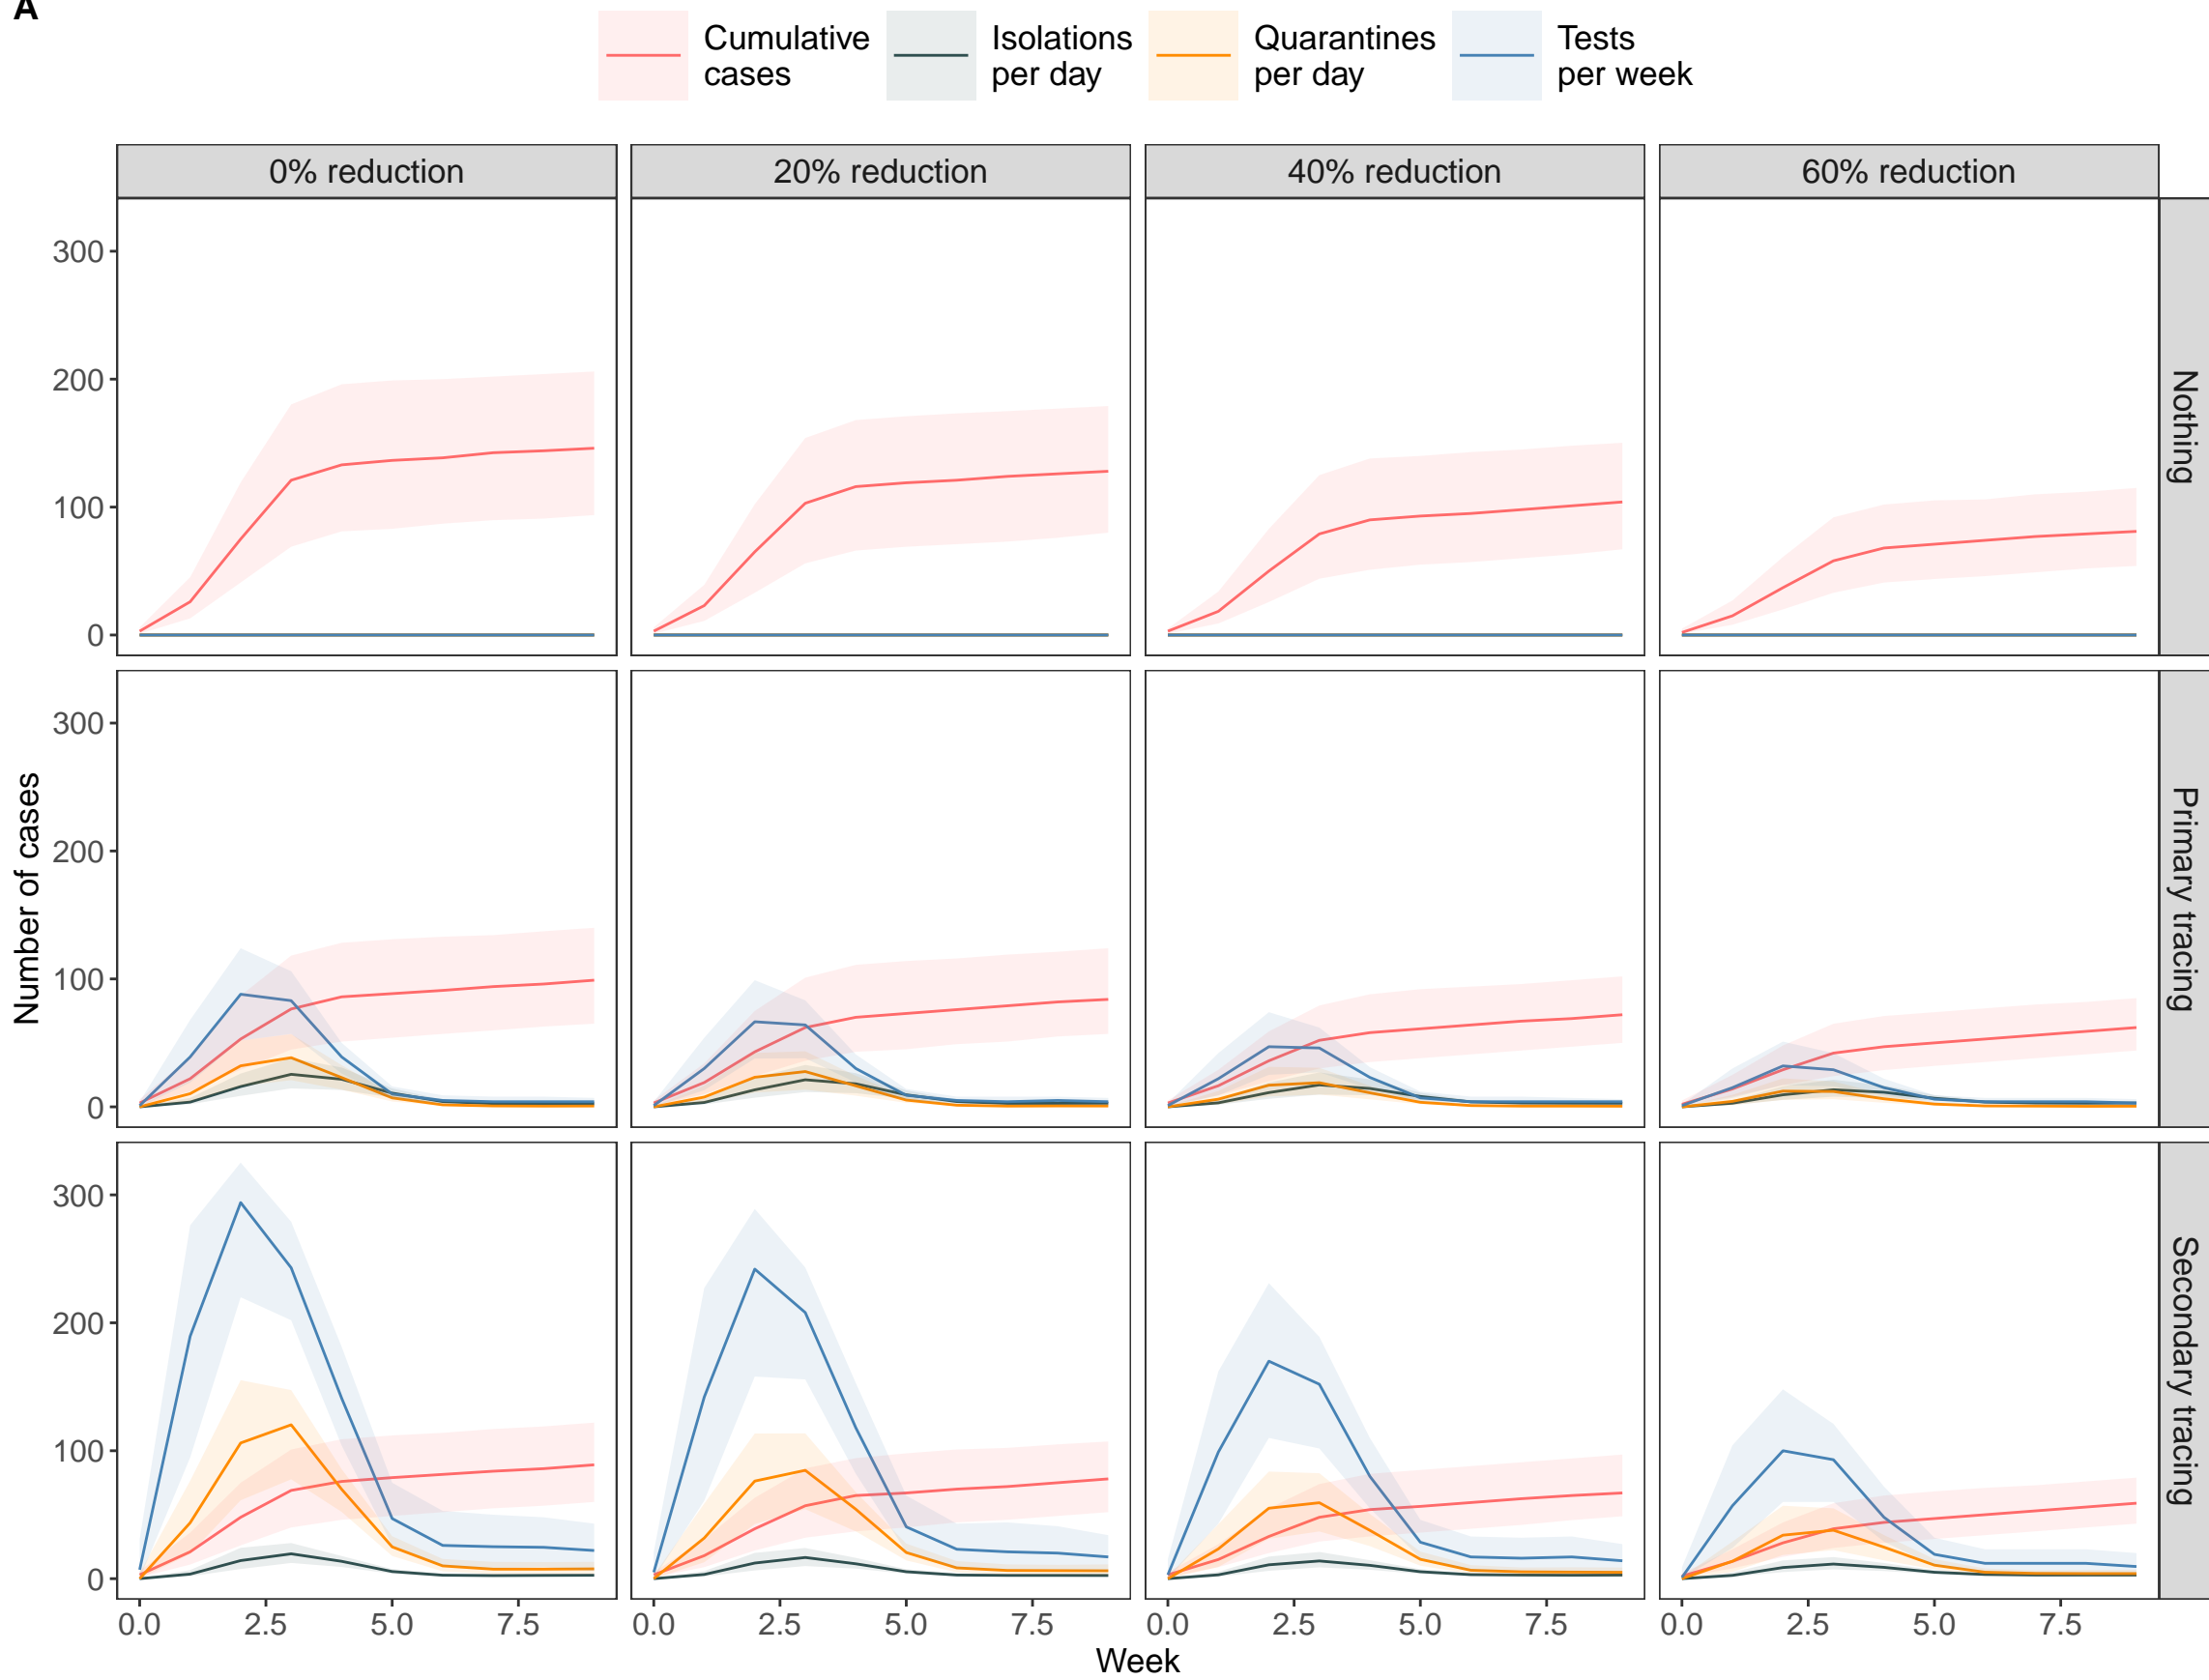 A
Cumulative
cases
Isolations
per day
Quarantines
per day
Tests
per week
0% reduction
20% reduction
40% reduction
60% reduction
300
200
100
0
Nothing
300
200
100
0
Primary tracing
300
200
100
0
Secondary tracing
Number of cases
0.0 2.5 5.0 7.5 0.0 2.5 5.0 7.5 0.0 2.5 5.0 7.5 0.0 2.5 5.0 7.5
Week